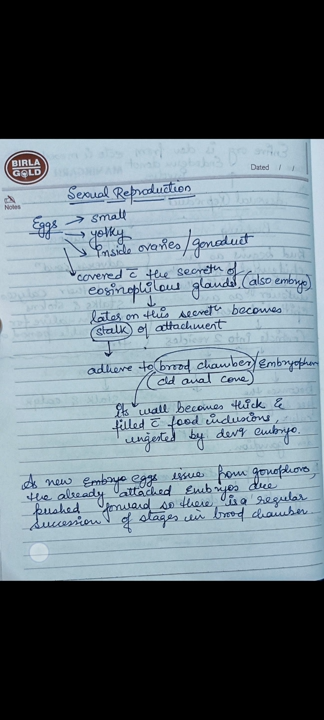 BIRLA
GOLD
Notes
Dated / /
Sexual Reproduction
Eggs → small
→ yolky
→ Inside ovaries / gonoduct
covered c̄ the secretn of
eosinophilous glands (also embryo)
↓
later on this secretn becomes
stalk of attachment
↓
adhere to brood chamber / Embryophore
old anal cone
its wall becomes thick &
filled c̄ food inclusions,
ingested by devg embryo.
As new Embryo eggs issue from gonophore,
the already attached Embryos are
pushed forward so there is a regular
succession of stages in brood chamber.